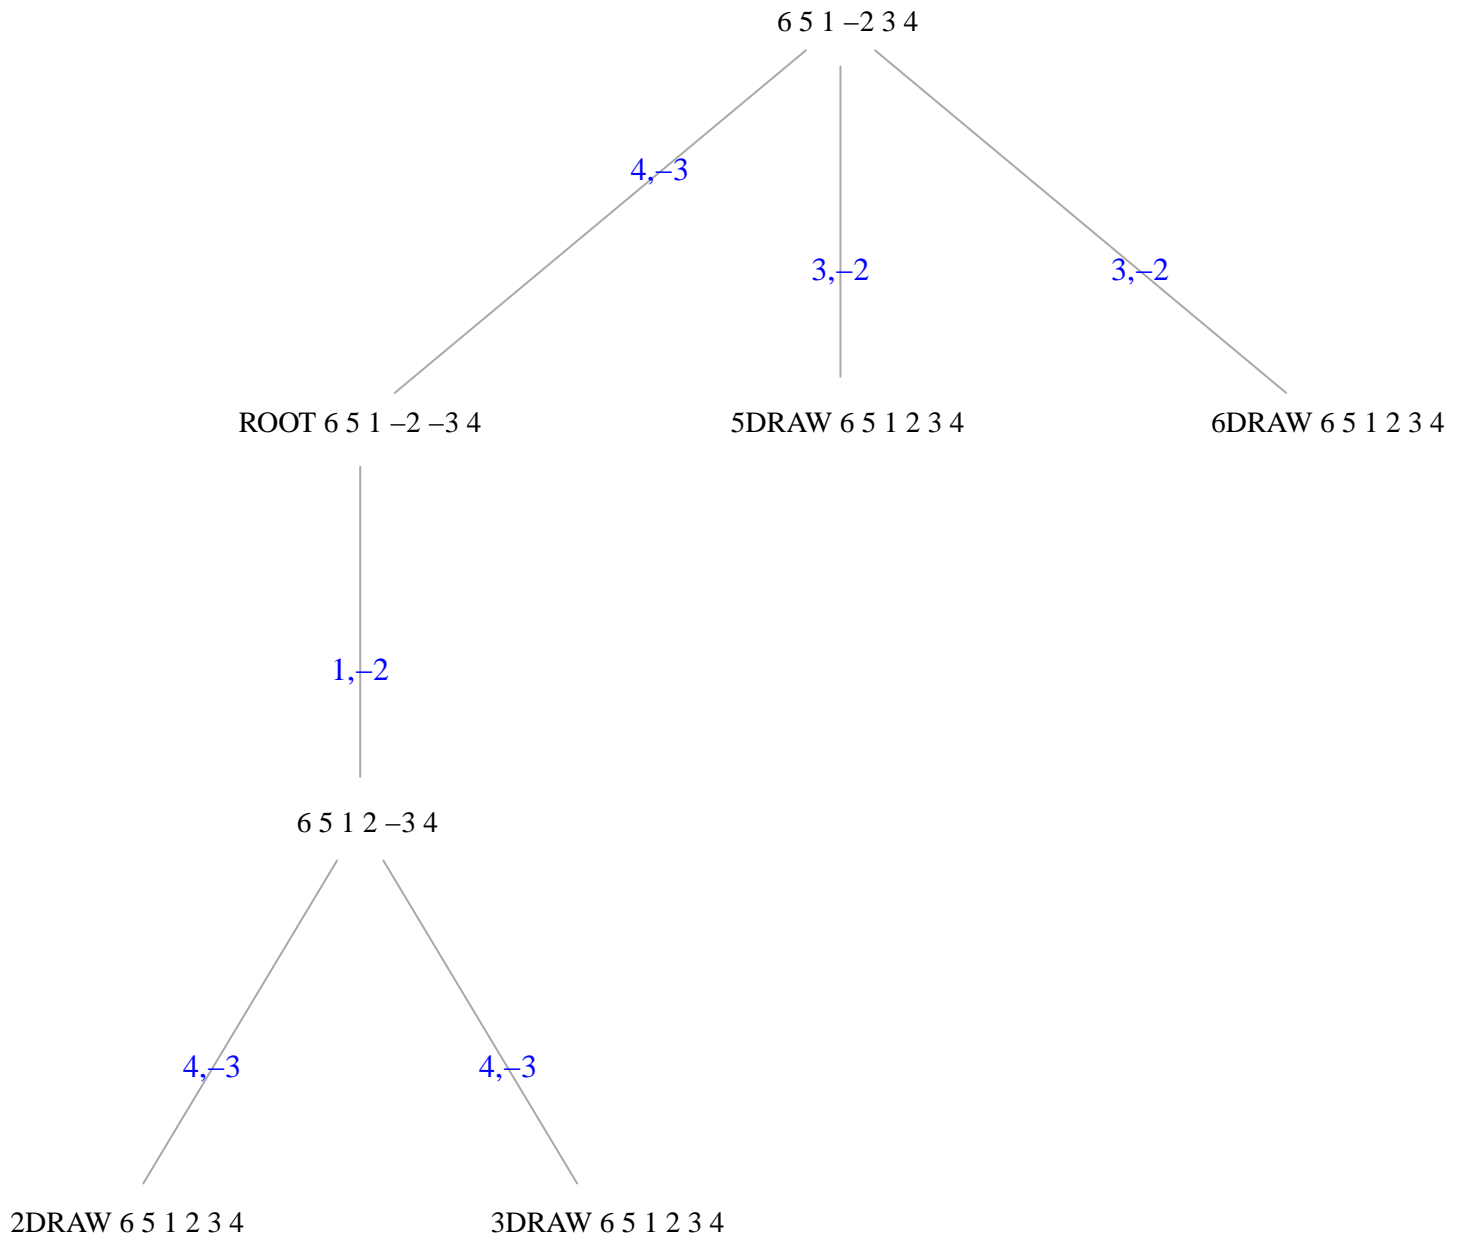 6 5 1 –2 3 4
4,–3
3,–2
3,–2
ROOT 6 5 1 –2 –3 4
5DRAW 6 5 1 2 3 4
6DRAW 6 5 1 2 3 4
1,–2
6 5 1 2 –3 4
4,–3
4,–3
2DRAW 6 5 1 2 3 4
3DRAW 6 5 1 2 3 4